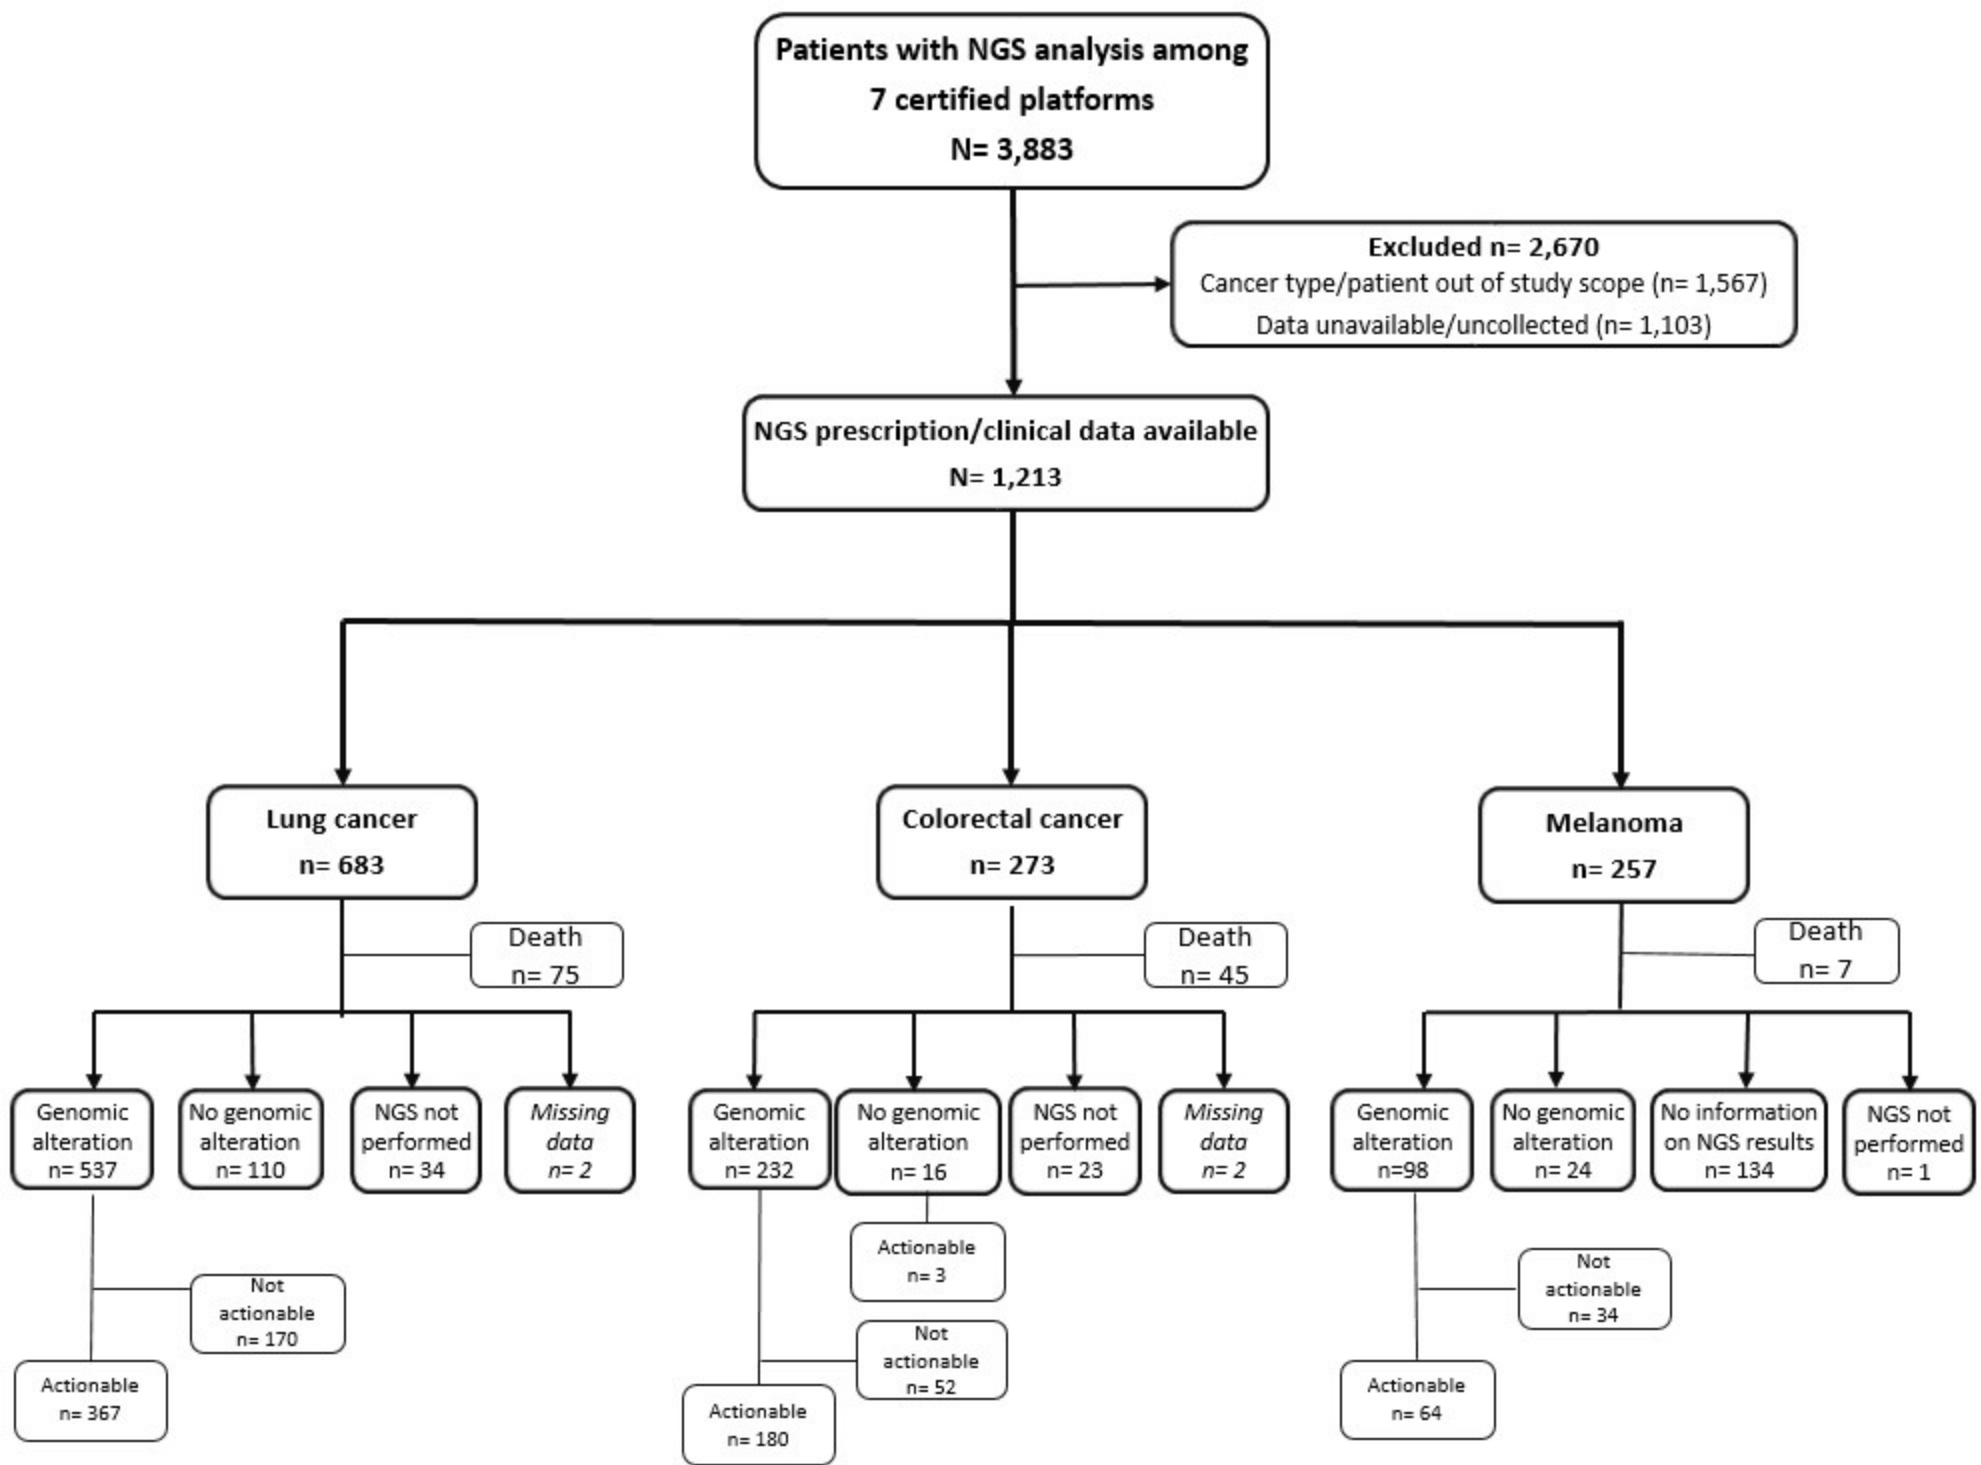 Patients with NGS analysis among
7 certified platforms
N= 3,883
Excluded n= 2,670
Cancer type/patient out of study scope (n= 1,567)
Data unavailable/uncollected (n= 1,103)
NGS prescription/clinical data available
N= 1,213
Lung cancer
n= 683
Colorectal cancer
n= 273
Melanoma
n= 257
Death
n= 75
Death
n= 45
Death
n= 7
Genomic
alteration
n= 537
No genomic
alteration
n= 110
NGS not
performed
n= 34
Missing
data
n= 2
Genomic
alteration
n= 232
No genomic
alteration
n= 16
NGS not
performed
n= 23
Missing
data
n= 2
Genomic
alteration
n=98
No genomic
alteration
n= 24
No information
on NGS results
n= 134
NGS not
performed
n= 1
Not
actionable
n= 170
Actionable
n= 367
Actionable
n= 3
Not
actionable
n= 52
Actionable
n= 180
Not
actionable
n= 34
Actionable
n= 64